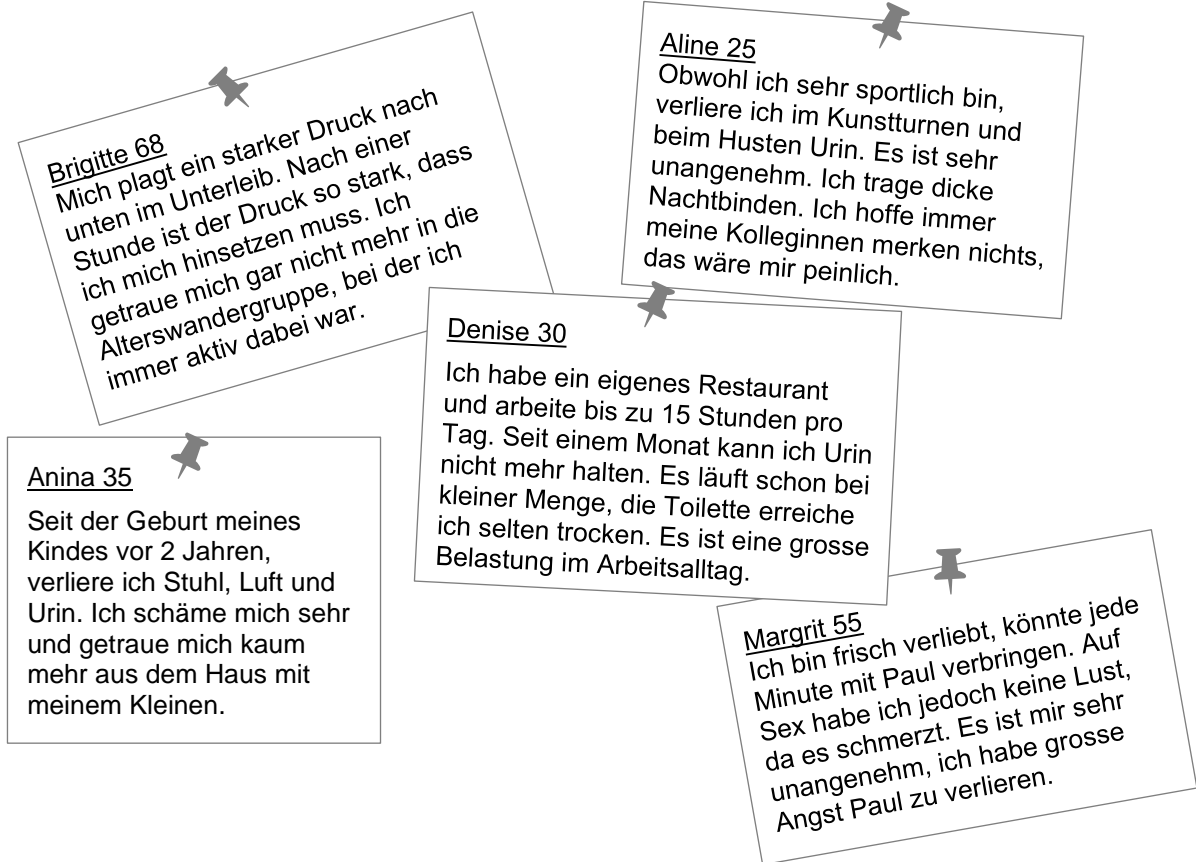 Brigitte 68
Mich plagt ein starker Druck nach
unten im Unterleib. Nach einer
Stunde ist der Druck so stark, dass
ich mich hinsetzen muss. Ich
getraue mich gar nicht mehr in die
Alterswandergruppe, bei der ich
immer aktiv dabei war.
Aline 25
Obwohl ich sehr sportlich bin,
verliere ich im Kunstturnen und
beim Husten Urin. Es ist sehr
unangenehm. Ich trage dicke
Nachtbinden. Ich hoffe immer
meine Kolleginnen merken nichts,
das wäre mir peinlich.
Denise 30
Ich habe ein eigenes Restaurant
und arbeite bis zu 15 Stunden pro
Tag. Seit einem Monat kann ich Urin
nicht mehr halten. Es läuft schon bei
kleiner Menge, die Toilette erreiche
ich selten trocken. Es ist eine grosse
Belastung im Arbeitsalltag.
Anina 35
Seit der Geburt meines
Kindes vor 2 Jahren,
verliere ich Stuhl, Luft und
Urin. Ich schäme mich sehr
und getraue mich kaum
mehr aus dem Haus mit
meinem Kleinen.
Margrit 55
Ich bin frisch verliebt, könnte jede
Minute mit Paul verbringen. Auf
Sex habe ich jedoch keine Lust,
da es schmerzt. Es ist mir sehr
unangenehm, ich habe grosse
Angst Paul zu verlieren.